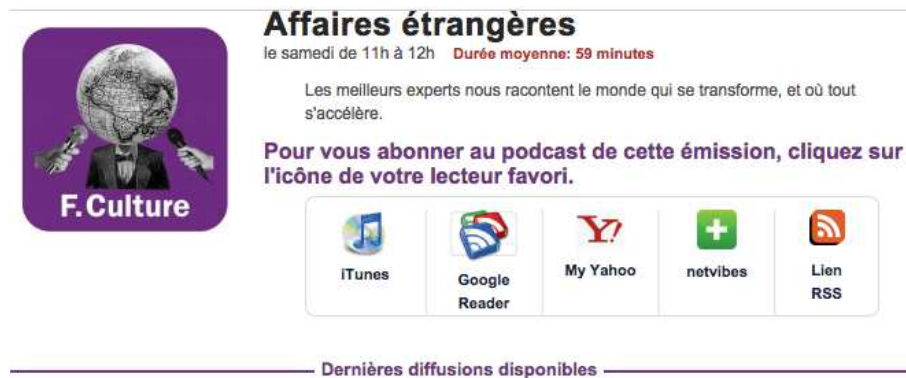 Affaires étrangères
le samedi de 11h à 12h Durée moyenne: 59 minutes
Les meilleurs experts nous racontent le monde qui se transforme, et où tout
s'accélère.
Pour vous abonner au podcast de cette émission, cliquez sur
l'icône de votre lecteur favori.
F.Culture
iTunes
Google
Reader
Y!
My Yahoo
netvibes
Lien
RSS
Dernières diffusions disponibles